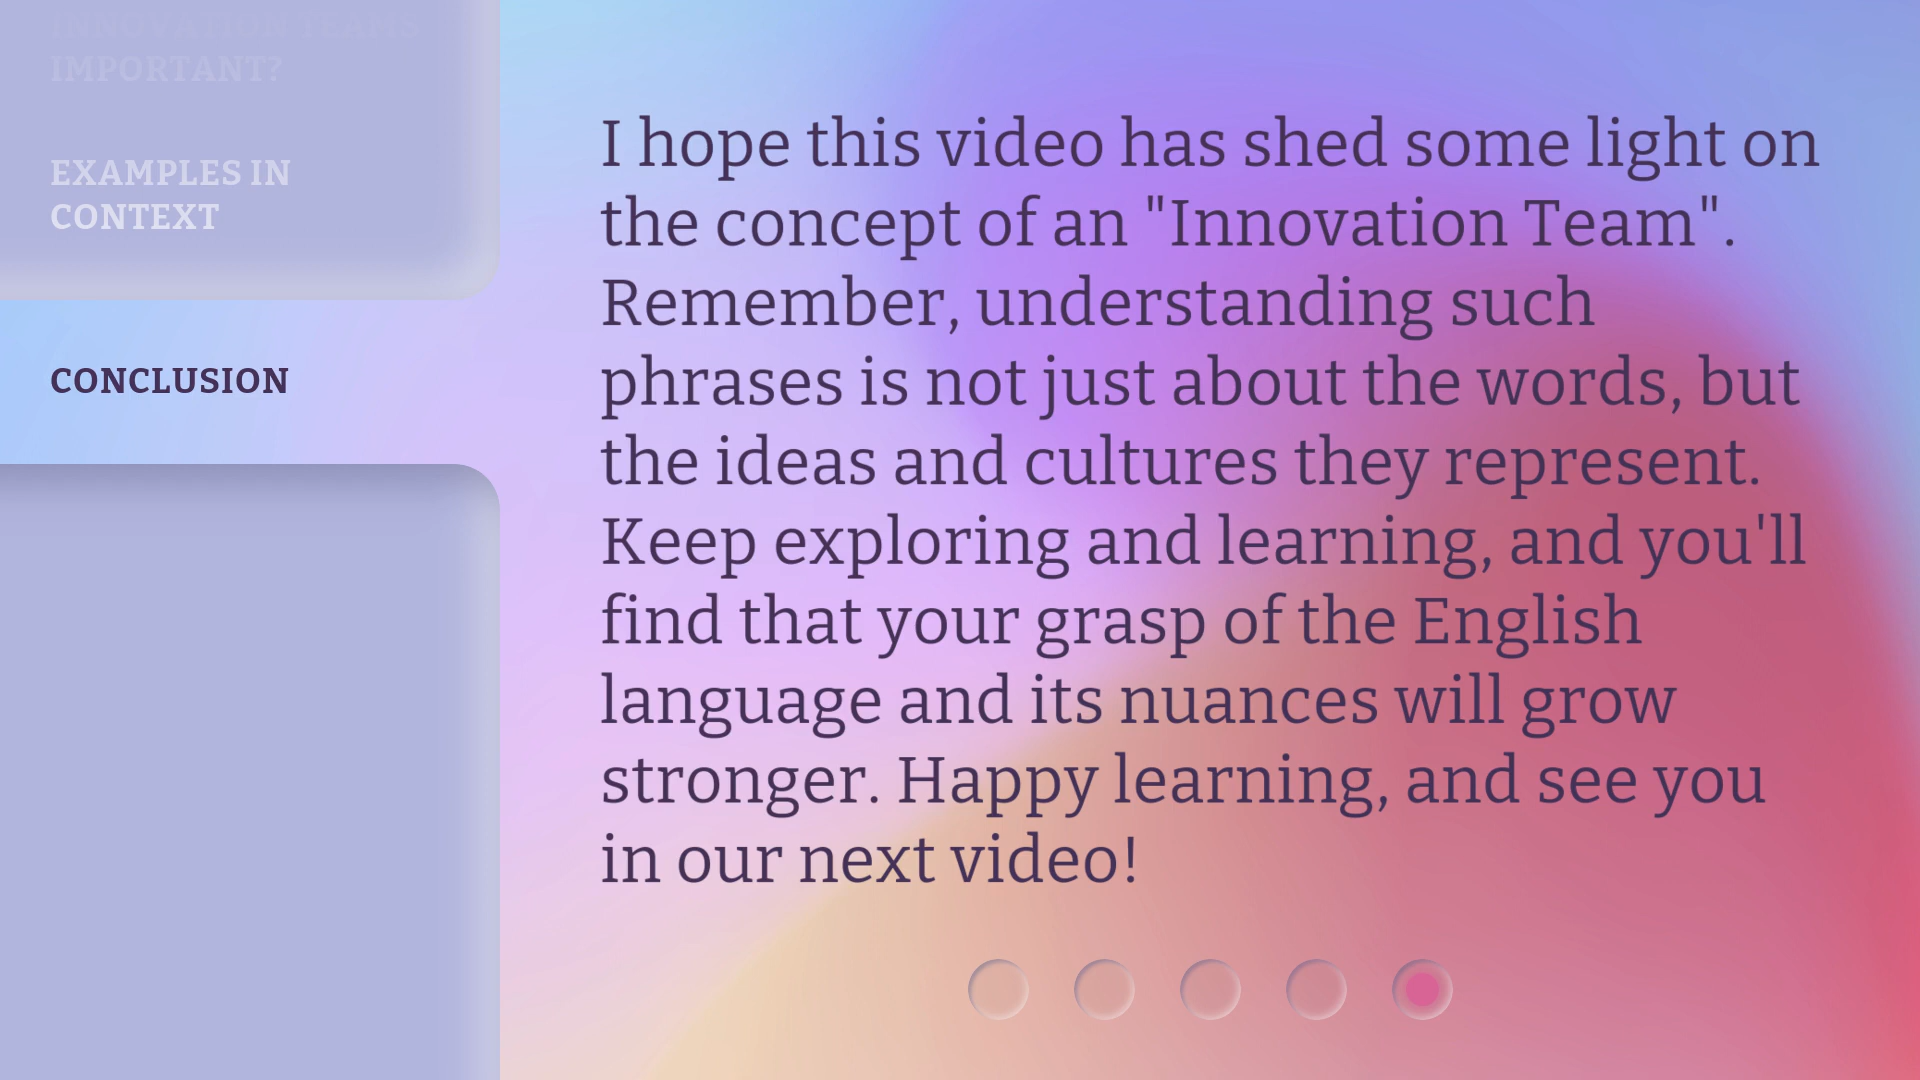 INNOVATION TEAMS
IMPORTANT?
EXAMPLES IN
CONTEXT
CONCLUSION
I hope this video has shed some light on
the concept of an "Innovation Team".
Remember, understanding such
phrases is not just about the words, but
the ideas and cultures they represent.
Keep exploring and learning, and you'll
find that your grasp of the English
language and its nuances will grow
stronger. Happy learning, and see you
in our next video!